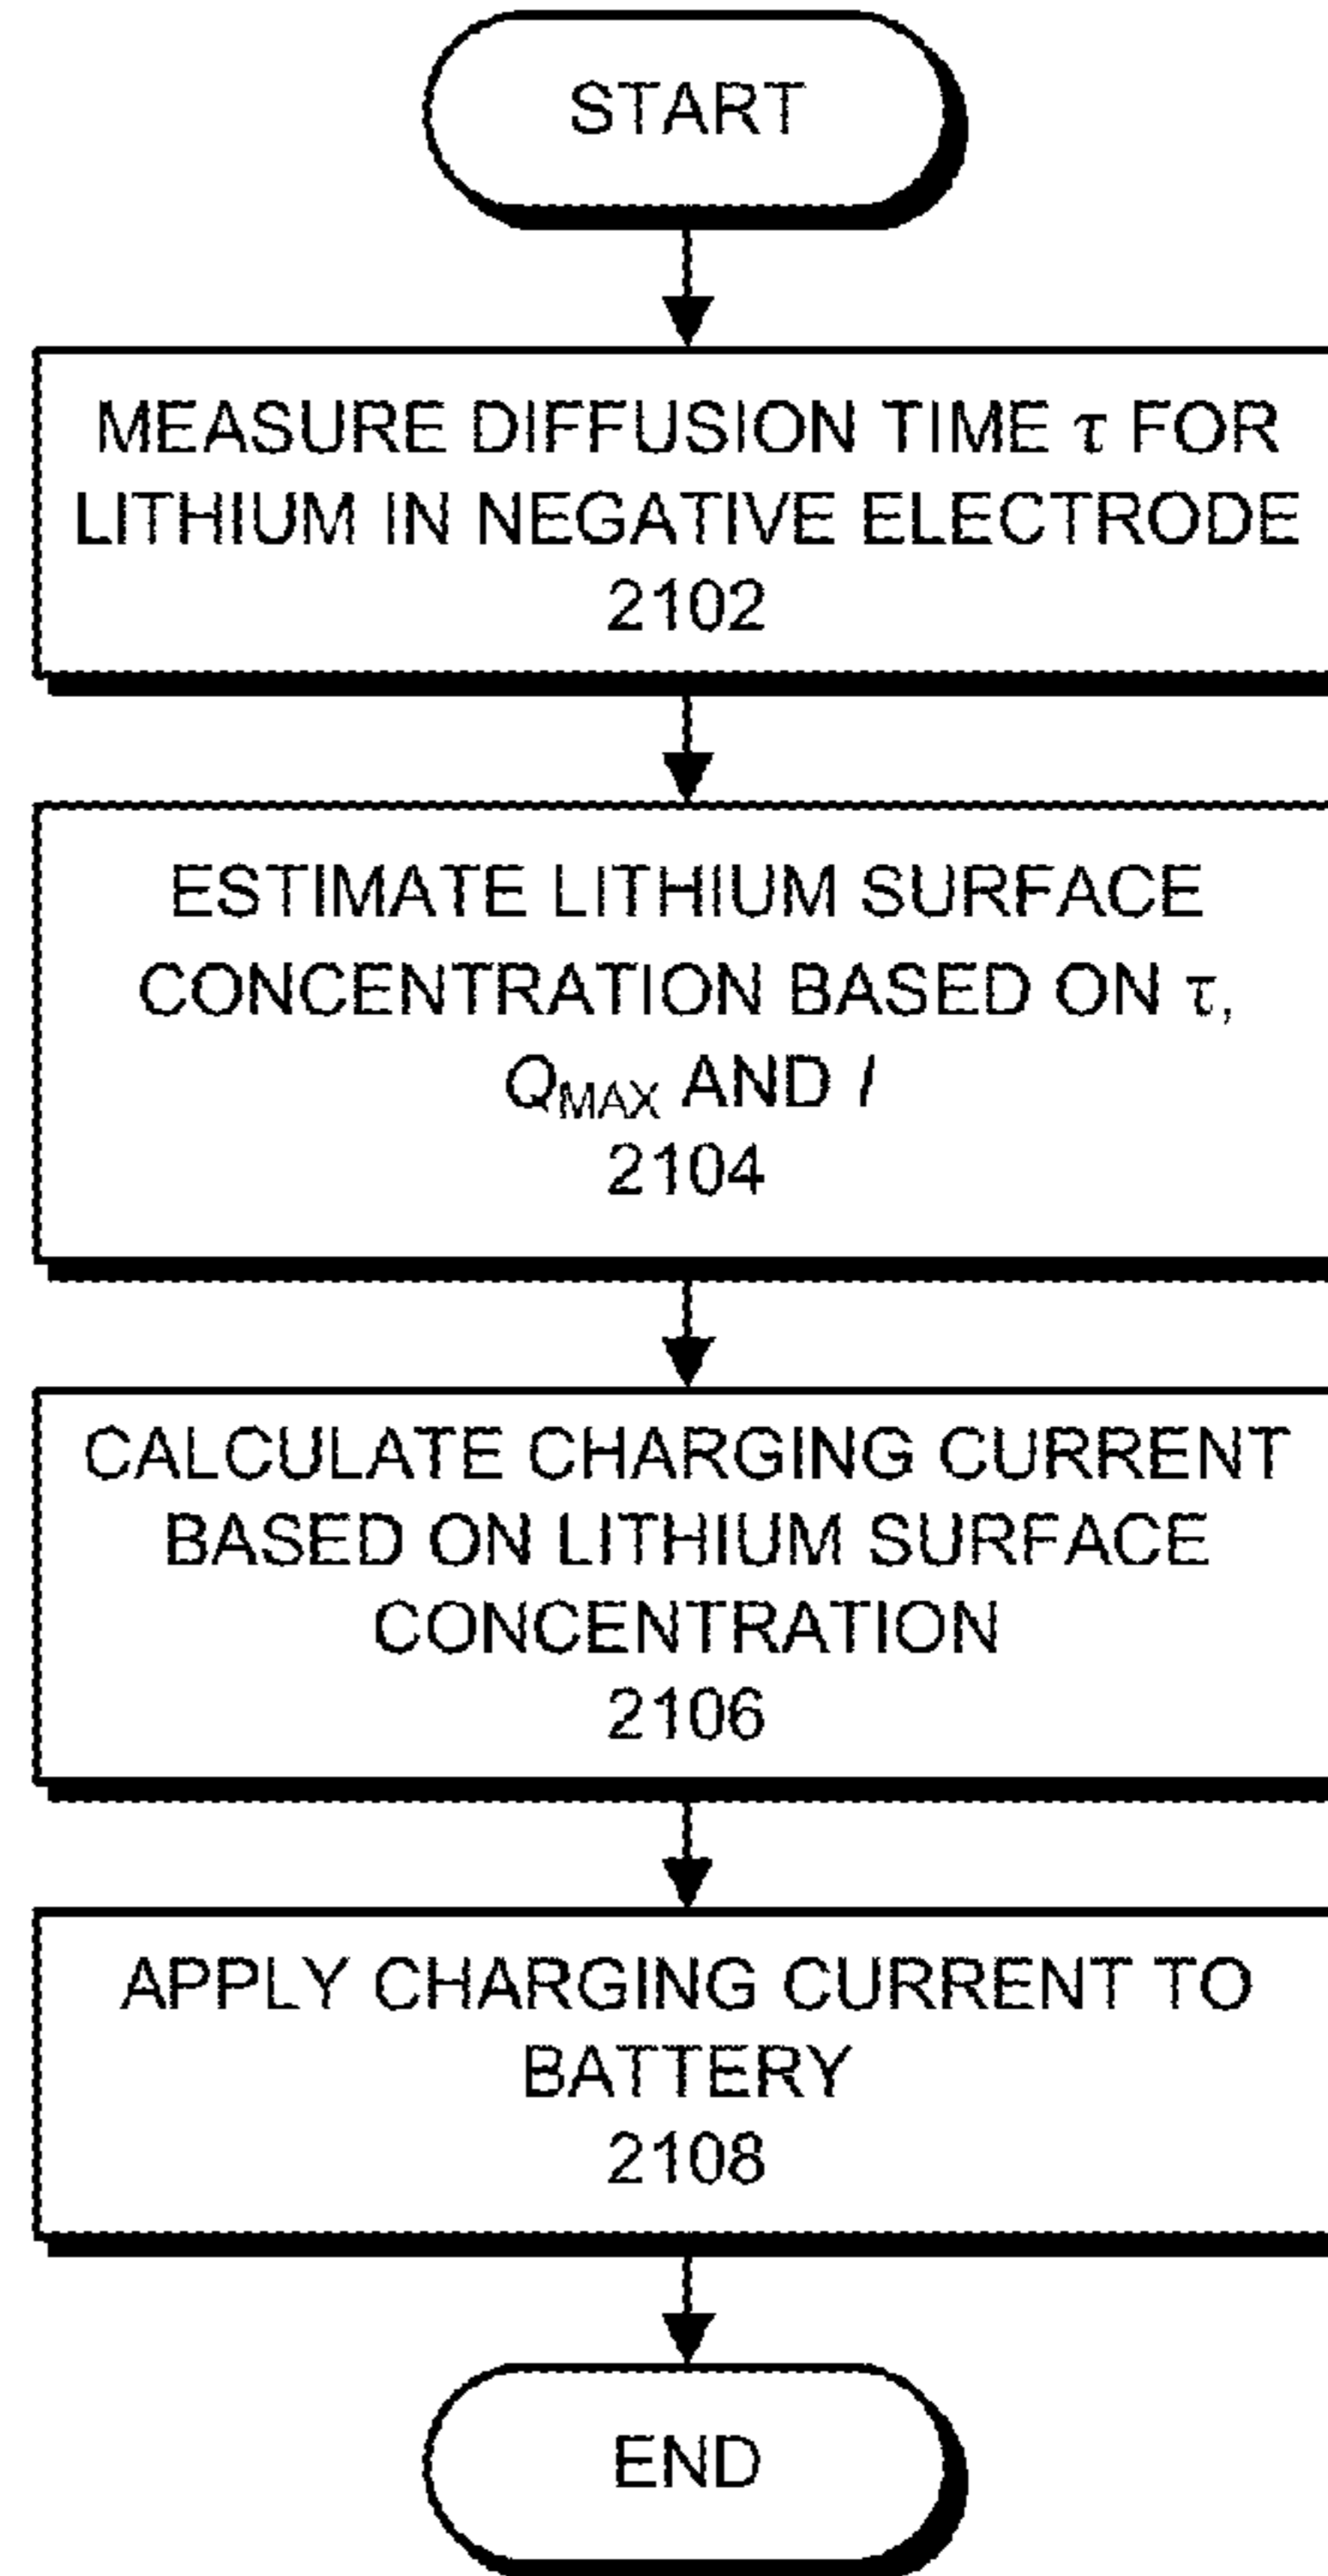 START
MEASURE DIFFUSION TIME τ FOR
LITHIUM IN NEGATIVE ELECTRODE
2102
ESTIMATE LITHIUM SURFACE
CONCENTRATION BASED ON τ,
Q_MAX AND I
2104
CALCULATE CHARGING CURRENT
BASED ON LITHIUM SURFACE
CONCENTRATION
2106
APPLY CHARGING CURRENT TO
BATTERY
2108
END